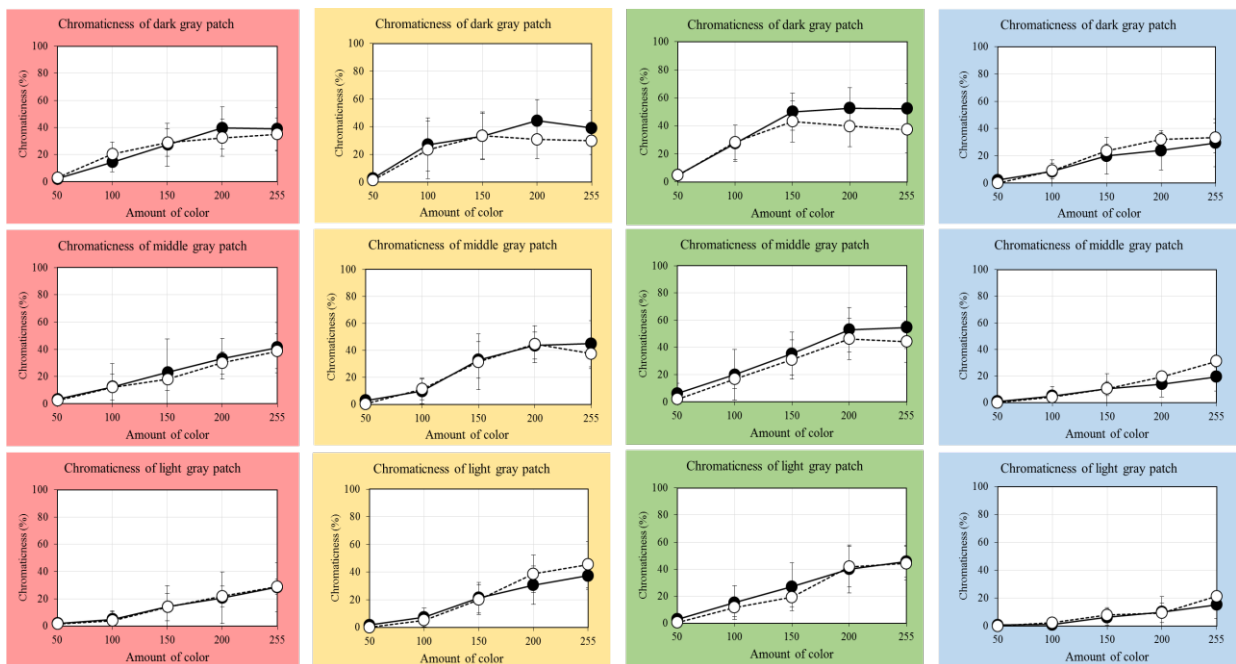 Chromaticness of dark gray patch
Chromaticness (%)
100
80
60
40
20
0
50 100 150 200 255
Amount of color
Chromaticness of dark gray patch
Chromaticness (%)
100
80
60
40
20
0
50 100 150 200 255
Amount of color
Chromaticness of dark gray patch
Chromaticness (%)
100
80
60
40
20
0
50 100 150 200 255
Amount of color
Chromaticness of dark gray patch
Chromaticness (%)
100
80
60
40
20
0
50 100 150 200 255
Amount of color
Chromaticness of middle gray patch
Chromaticness (%)
100
80
60
40
20
0
50 100 150 200 255
Amount of color
Chromaticness of middle gray patch
Chromaticness (%)
100
80
60
40
20
0
50 100 150 200 255
Amount of color
Chromaticness of middle gray patch
Chromaticness (%)
100
80
60
40
20
0
50 100 150 200 255
Amount of color
Chromaticness of middle gray patch
Chromaticness (%)
100
80
60
40
20
0
50 100 150 200 255
Amount of color
Chromaticness of light gray patch
Chromaticness (%)
100
80
60
40
20
0
50 100 150 200 255
Amount of color
Chromaticness of light gray patch
Chromaticness (%)
100
80
60
40
20
0
50 100 150 200 255
Amount of color
Chromaticness of light gray patch
Chromaticness (%)
100
80
60
40
20
0
50 100 150 200 255
Amount of color
Chromaticness of light gray patch
Chromaticness (%)
100
80
60
40
20
0
50 100 150 200 255
Amount of color